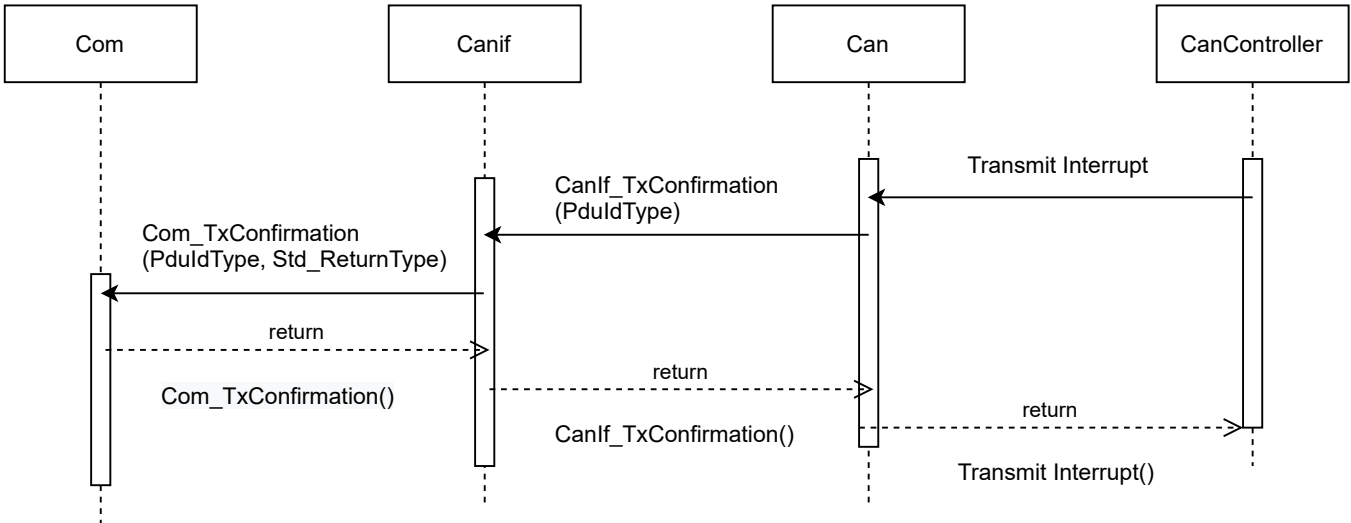 Com
Canif
Can
CanController
Transmit Interrupt
CanIf_TxConfirmation
(PduIdType)
Com_TxConfirmation
(PduIdType, Std_ReturnType)
return
return
Com_TxConfirmation()
return
CanIf_TxConfirmation()
Transmit Interrupt()